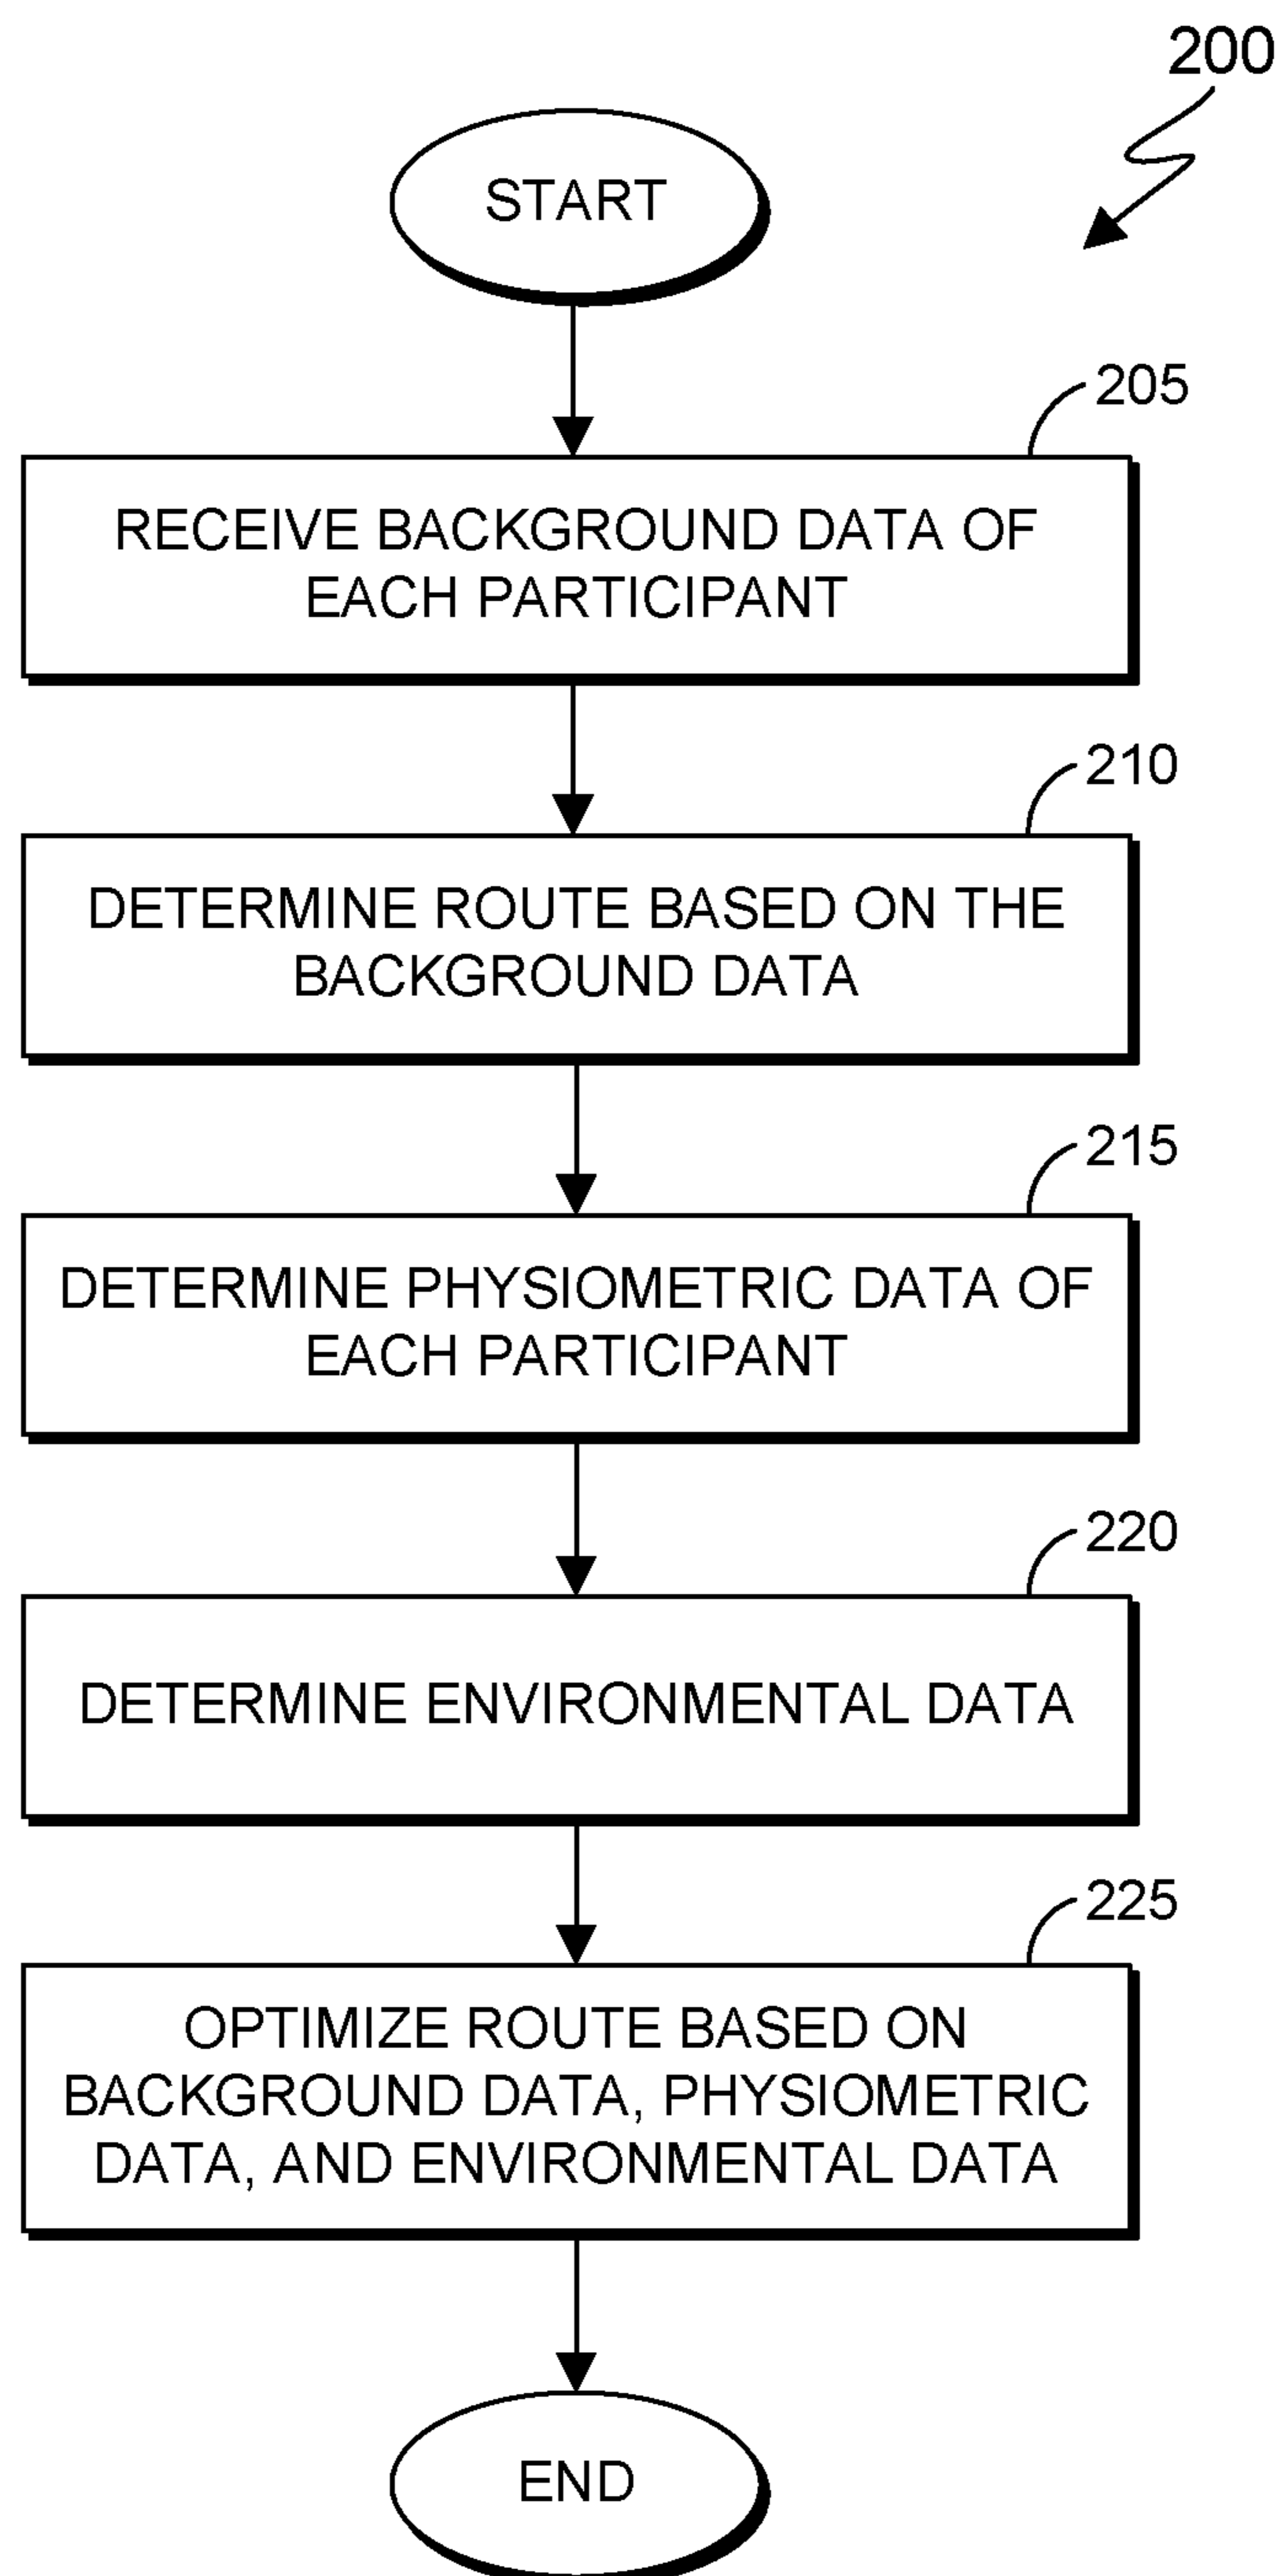 200
START
205
RECEIVE BACKGROUND DATA OF
EACH PARTICIPANT
210
DETERMINE ROUTE BASED ON THE
BACKGROUND DATA
215
DETERMINE PHYSIOMETRIC DATA OF
EACH PARTICIPANT
220
DETERMINE ENVIRONMENTAL DATA
225
OPTIMIZE ROUTE BASED ON
BACKGROUND DATA, PHYSIOMETRIC
DATA, AND ENVIRONMENTAL DATA
END